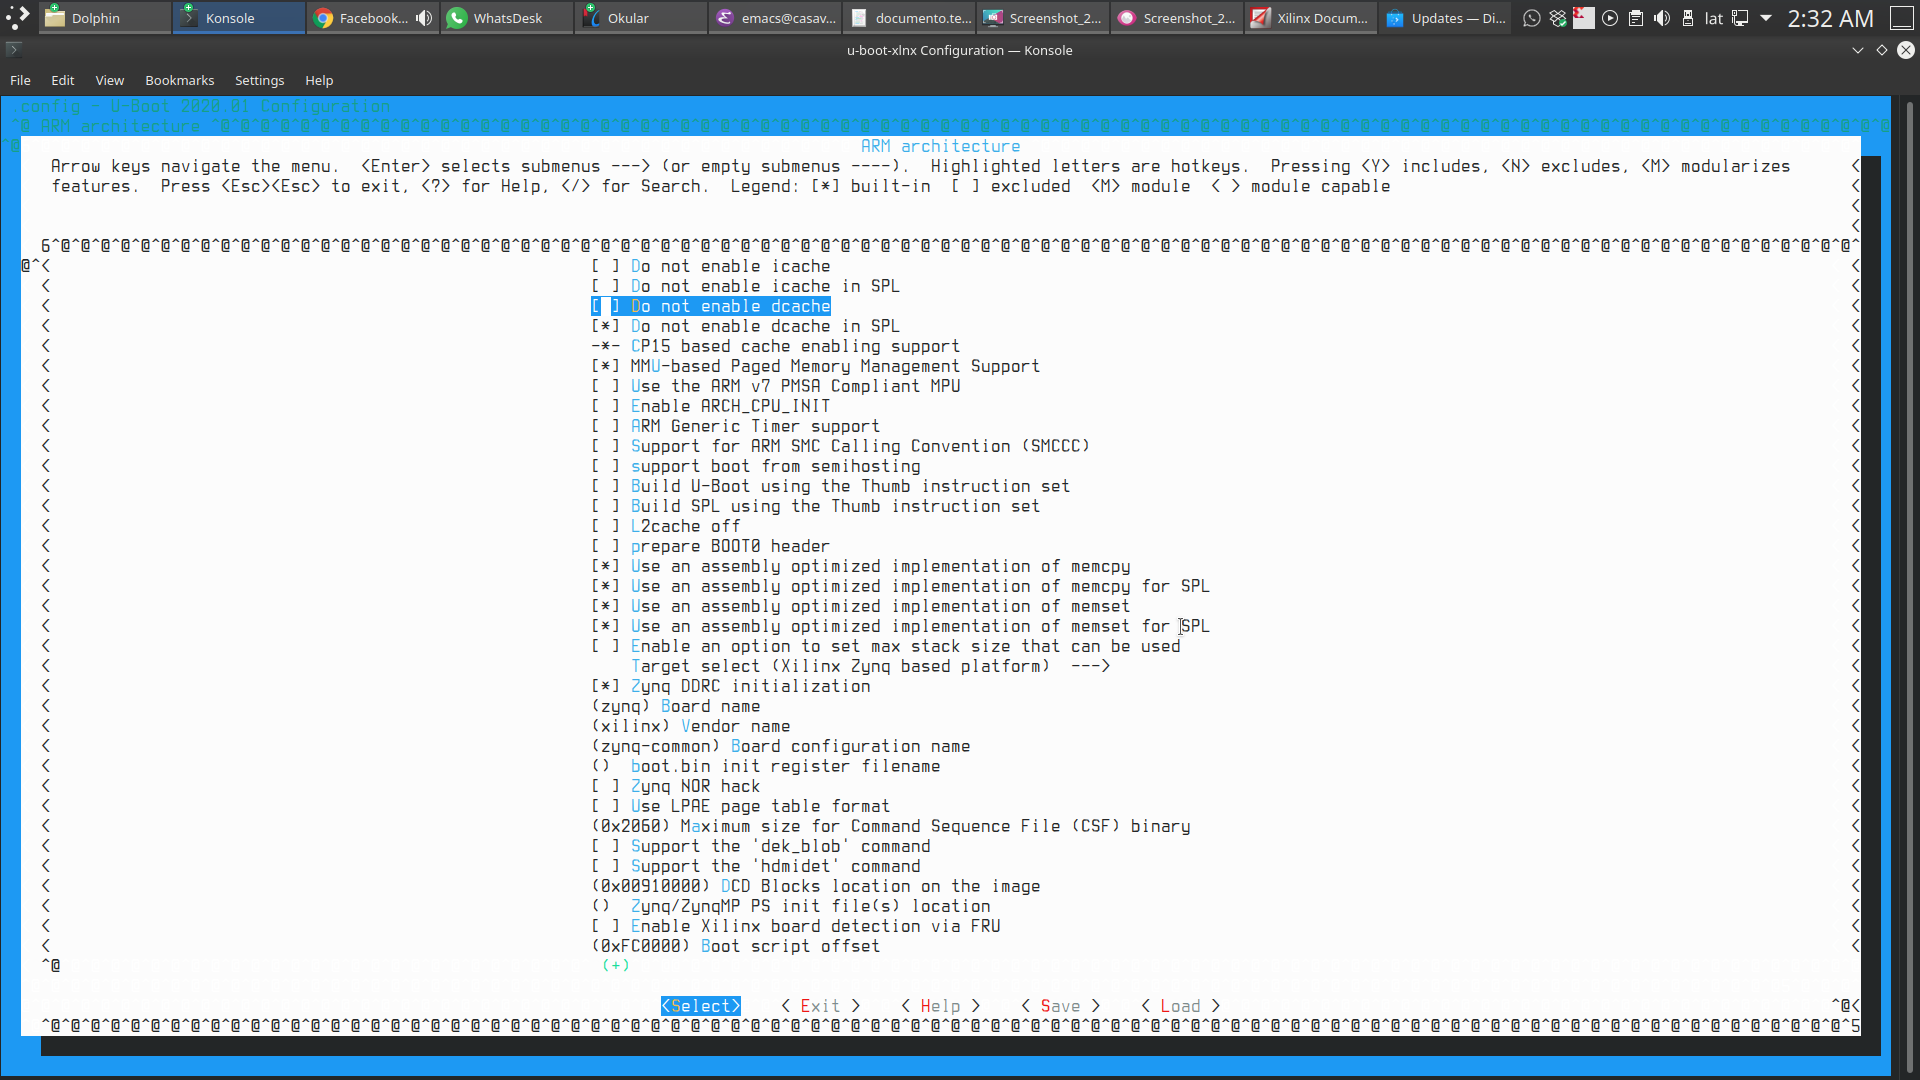 Dolphin
Konsole
Facebook...
WhatsDesk
Okular
emacs@casav...
documento.te...
Screenshot_2...
Screenshot_2...
Xilinx Docum...
Updates — Di...
lat
2:32 AM
u-boot-xlnx Configuration — Konsole
File Edit View Bookmarks Settings Help
.config - U-Boot 2020.01 Configuration
ARM architecture
ARM architecture
Arrow keys navigate the menu. <Enter> selects submenus ---> (or empty submenus ----). Highlighted letters are hotkeys. Pressing <Y> includes, <N> excludes, <M> modularizes
features. Press <Esc><Esc> to exit, <?> for Help, </> for Search. Legend: [*] built-in [ ] excluded <M> module < > module capable
[ ] Do not enable icache
[ ] Do not enable icache in SPL
[ ] Do not enable dcache
[*] Do not enable dcache in SPL
-*- CP15 based cache enabling support
[*] MMU-based Paged Memory Management Support
[ ] Use the ARM v7 PMSA Compliant MPU
[ ] Enable ARCH_CPU_INIT
[ ] ARM Generic Timer support
[ ] Support for ARM SMC Calling Convention (SMCCC)
[ ] support boot from semihosting
[ ] Build U-Boot using the Thumb instruction set
[ ] Build SPL using the Thumb instruction set
[ ] L2cache off
[ ] prepare BOOT0 header
[*] Use an assembly optimized implementation of memcpy
[*] Use an assembly optimized implementation of memcpy for SPL
[*] Use an assembly optimized implementation of memset
[*] Use an assembly optimized implementation of memset for SPL
[ ] Enable an option to set max stack size that can be used
Target select (Xilinx Zynq based platform) --->
[*] Zynq DDRC initialization
(zynq) Board name
(xilinx) Vendor name
(zynq-common) Board configuration name
() boot.bin init register filename
[ ] Zynq NOR hack
[ ] Use LPAE page table format
(0x2060) Maximum size for Command Sequence File (CSF) binary
[ ] Support the 'dek_blob' command
[ ] Support the 'hdmidet' command
(0x00910000) DCD Blocks location on the image
() Zynq/ZynqMP PS init file(s) location
[ ] Enable Xilinx board detection via FRU
(0xFC0000) Boot script offset
(+)
<Select> < Exit > < Help > < Save > < Load >